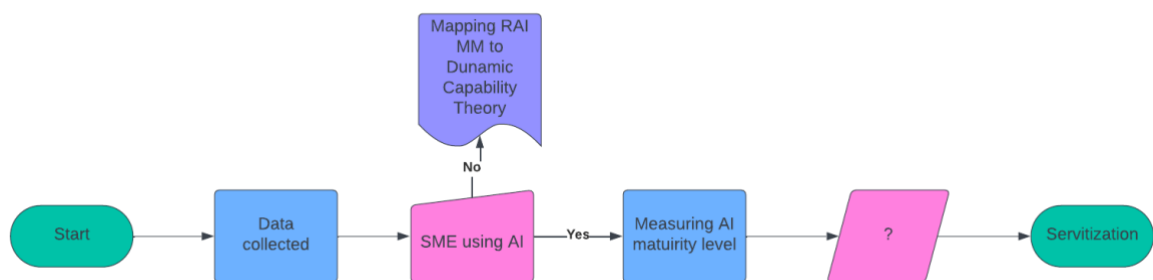 Mapping RAI
MM to
Dunamic
Capability
Theory
No
Start
Data
collected
SME using AI
Yes
Measuring AI
maturity level
?
Servitization